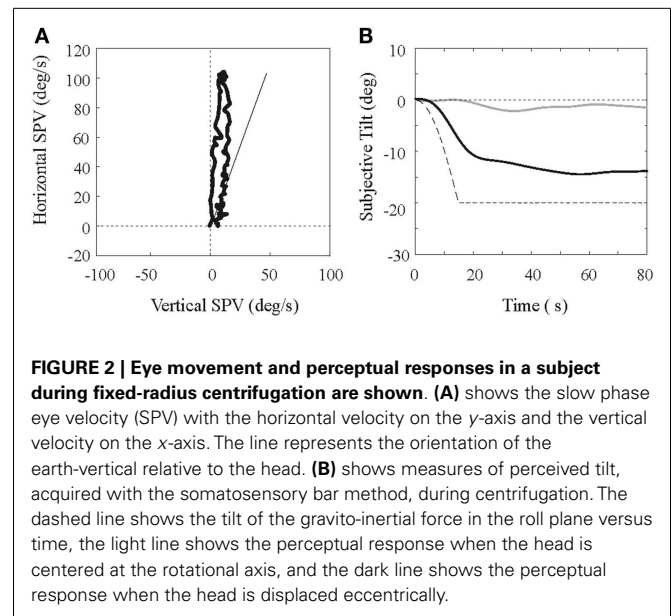 A
B
Horizontal SPV (deg/s)
120
100
80
60
40
20
0
-20
-100
-50
0
50
100
Vertical SPV (deg/s)
Subjective Tilt (deg)
10
0
-10
-20
-30
0
20
40
60
80
Time ( s)
FIGURE 2 | Eye movement and perceptual responses in a subject
during fixed-radius centrifugation are shown. (A) shows the slow phase
eye velocity (SPV) with the horizontal velocity on the y-axis and the vertical
velocity on the x-axis. The line represents the orientation of the
earth-vertical relative to the head. (B) shows measures of perceived tilt,
acquired with the somatosensory bar method, during centrifugation. The
dashed line shows the tilt of the gravito-inertial force in the roll plane versus
time, the light line shows the perceptual response when the head is
centered at the rotational axis, and the dark line shows the perceptual
response when the head is displaced eccentrically.